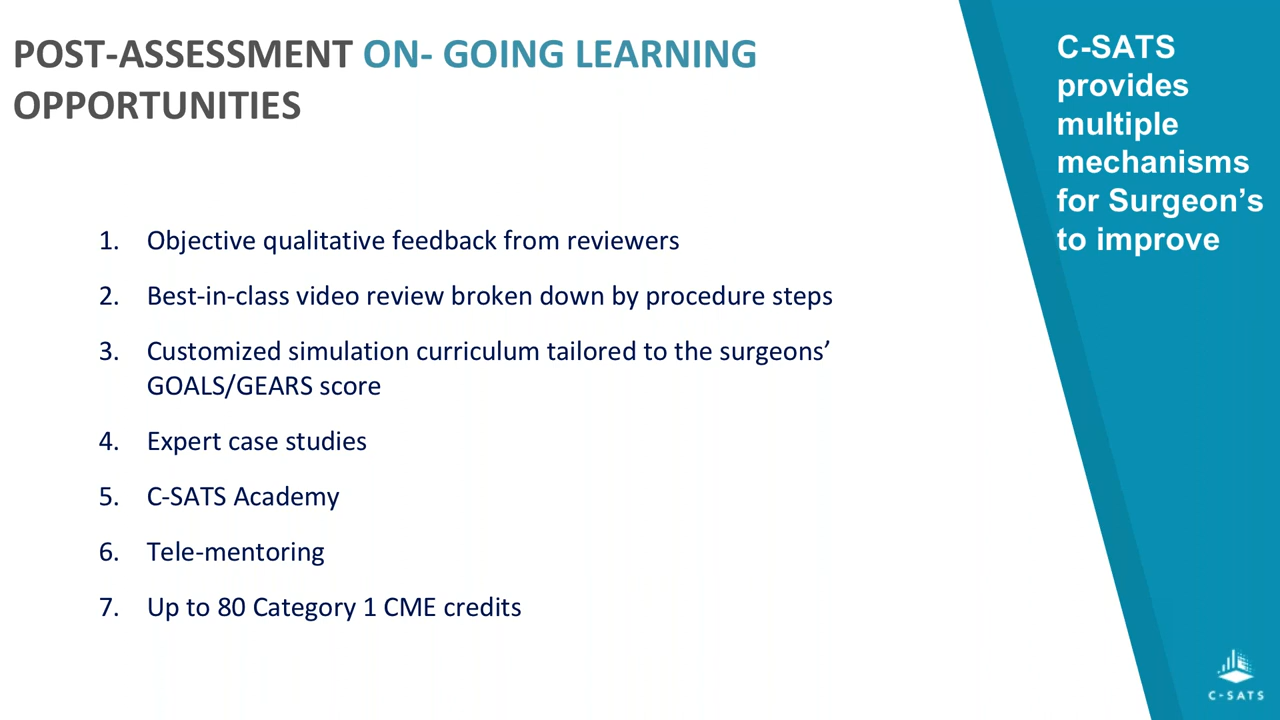 POST-ASSESSMENT ON- GOING LEARNING
OPPORTUNITIES
C-SATS
provides
multiple
mechanisms
for Surgeon’s
to improve
1. Objective qualitative feedback from reviewers
2. Best-in-class video review broken down by procedure steps
3. Customized simulation curriculum tailored to the surgeons’
GOALS/GEARS score
4. Expert case studies
5. C-SATS Academy
6. Tele-mentoring
7. Up to 80 Category 1 CME credits
C-SATS